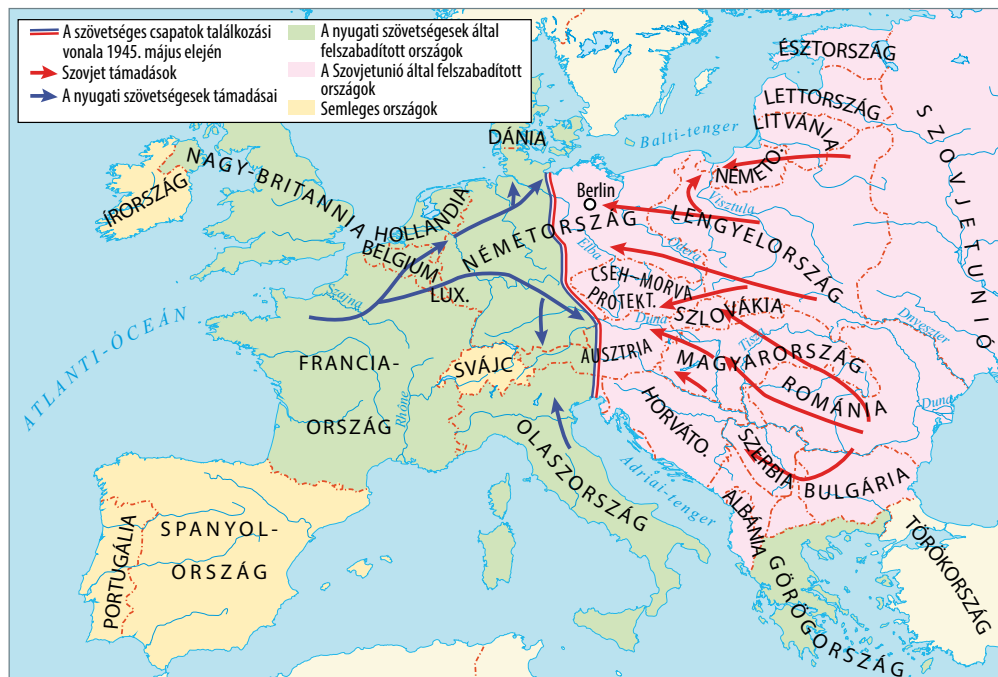 A szövetséges csapatok találkozási
vonala 1945. május elején
Szovjet támadások
A nyugati szövetségesek támadásai
A nyugati szövetségesek által
felszabadított országok
A Szovjetunió által felszabadított
országok
Semleges országok
ÉSZTORSZÁG
LETTORSZÁG
LITVÁNIA
SZOVJETUNIÓ
Balti-tenger
DÁNIA
NÉMETO.
NAGY-BRITANNIA
ÍRORSZÁG
HOLLANDIA
BELGIUM
LUX.
NÉMETORSZÁG
Berlin
Visztula
LENGYELORSZÁG
Elba
Odera
CSEH–MORVA
PROTEKT.
SZLOVÁKIA
Szajna
Duna
Tisza
Dnyeszter
ATLANTI-ÓCEÁN
FRANCIA-
ORSZÁG
Rhône
SVÁJC
AUSZTRIA
MAGYARORSZÁG
ROMÁNIA
Duna
HORVÁTO.
OLASZORSZÁG
Adriai-tenger
SZERBIA
BULGÁRIA
ALBÁNIA
PORTUGÁLIA
SPANYOL-
ORSZÁG
GÖRÖGORSZÁG
TÖRÖKORSZÁG